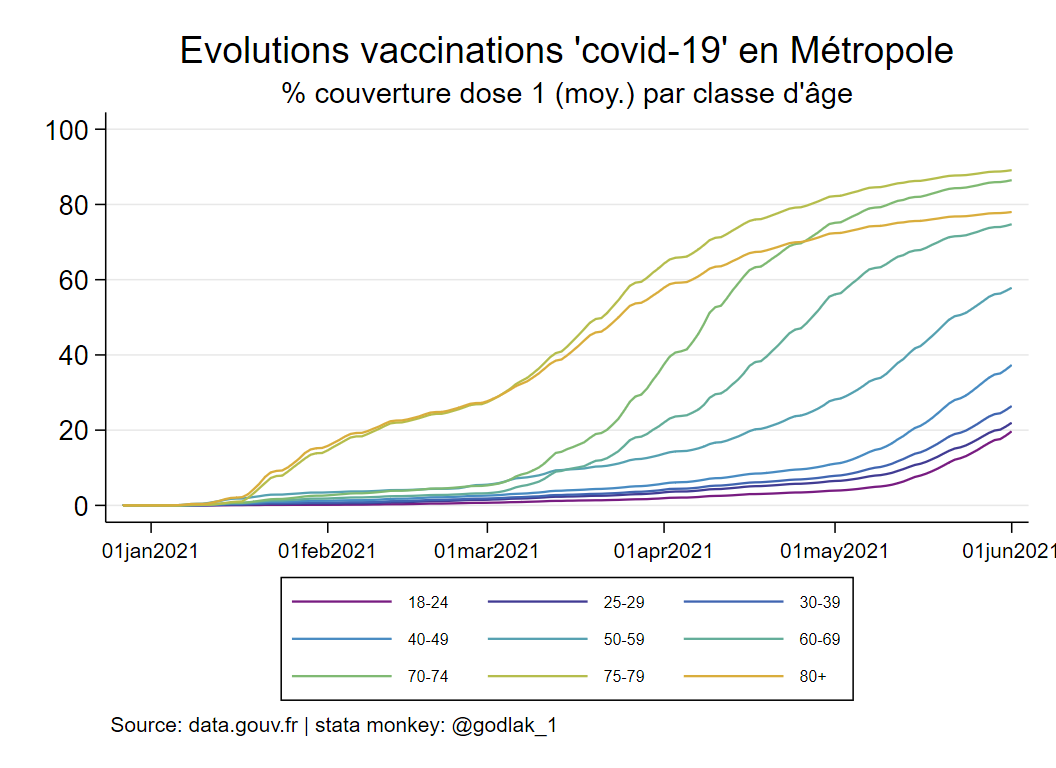 Evolutions vaccinations 'covid-19' en Métropole
% couverture dose 1 (moy.) par classe d'âge
100
80
60
40
20
0
01jan2021 01feb2021 01mar2021 01apr2021 01may2021 01jun2021
18-24 25-29 30-39
40-49 50-59 60-69
70-74 75-79 80+
Source: data.gouv.fr | stata monkey: @godlak_1